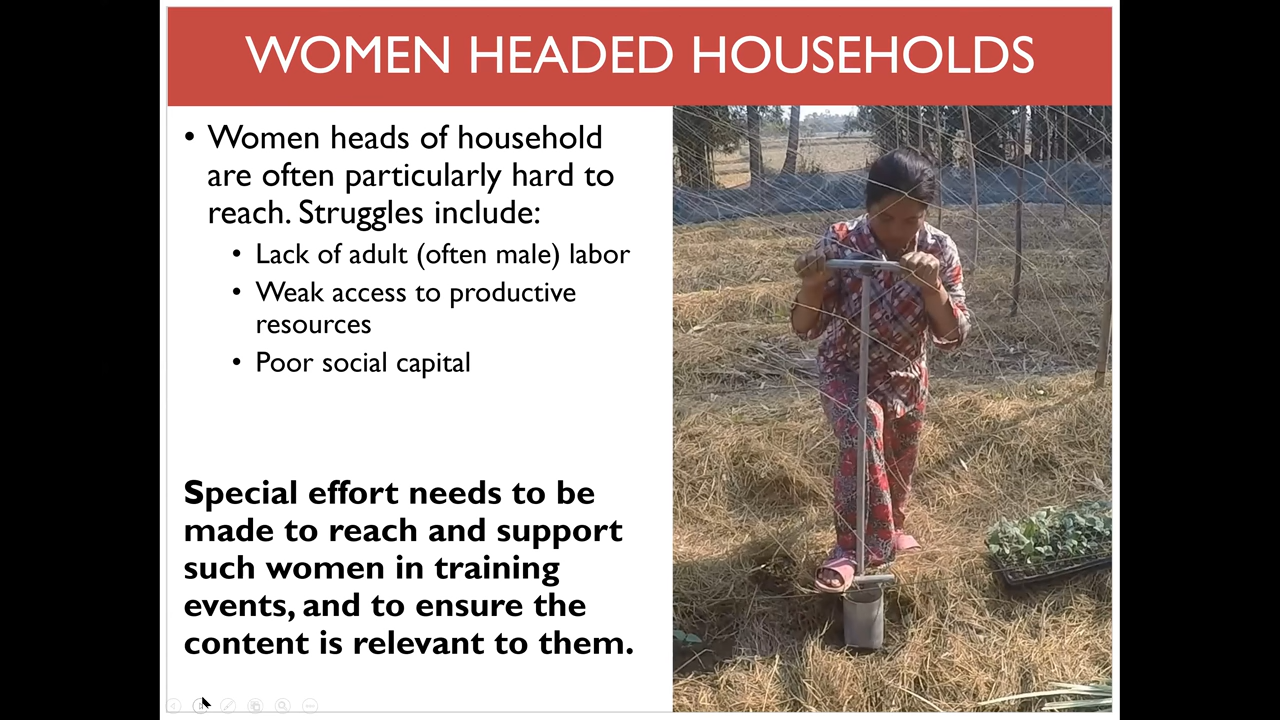 WOMEN HEADED HOUSEHOLDS
• Women heads of household
are often particularly hard to
reach. Struggles include:
• Lack of adult (often male) labor
• Weak access to productive
resources
• Poor social capital
Special effort needs to be
made to reach and support
such women in training
events, and to ensure the
content is relevant to them.